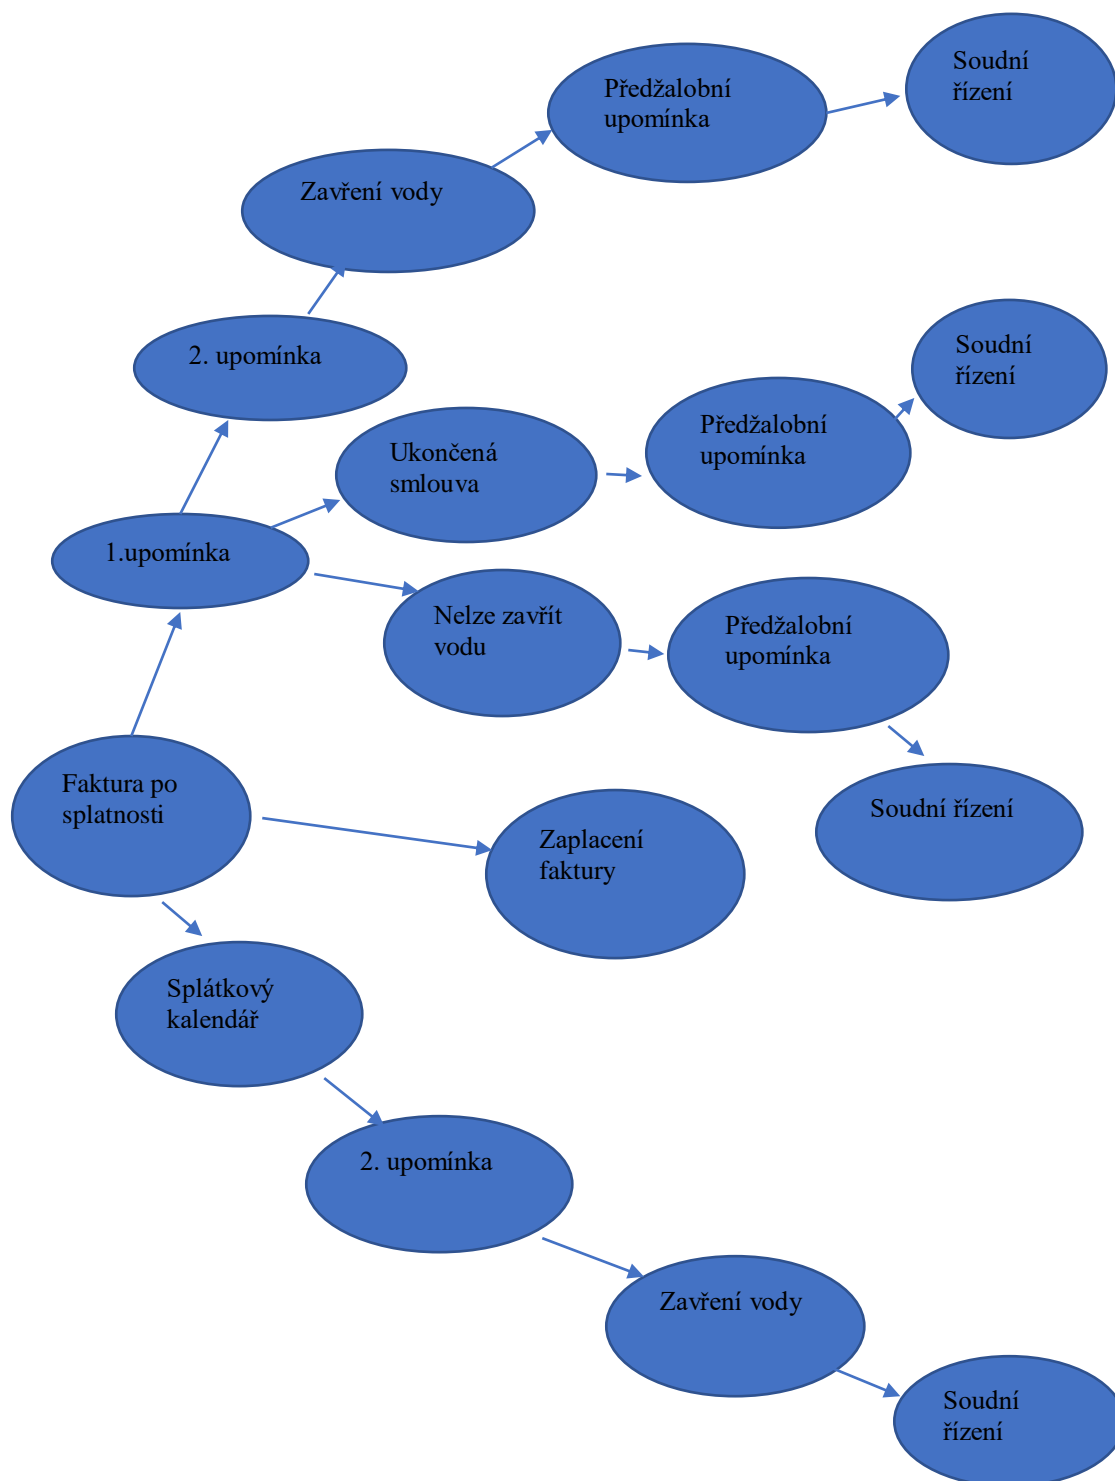 Soudní
řízení
Předžalobní
upomínka
Zavření vody
2. upomínka
Soudní
řízení
Předžalobní
upomínka
Ukončená
smlouva
1.upomínka
Nelze zavřít
vodu
Předžalobní
upomínka
Faktura po
splatnosti
Soudní řízení
Zaplacení
faktury
Splátkový
kalendář
2. upomínka
Zavření vody
Soudní
řízení